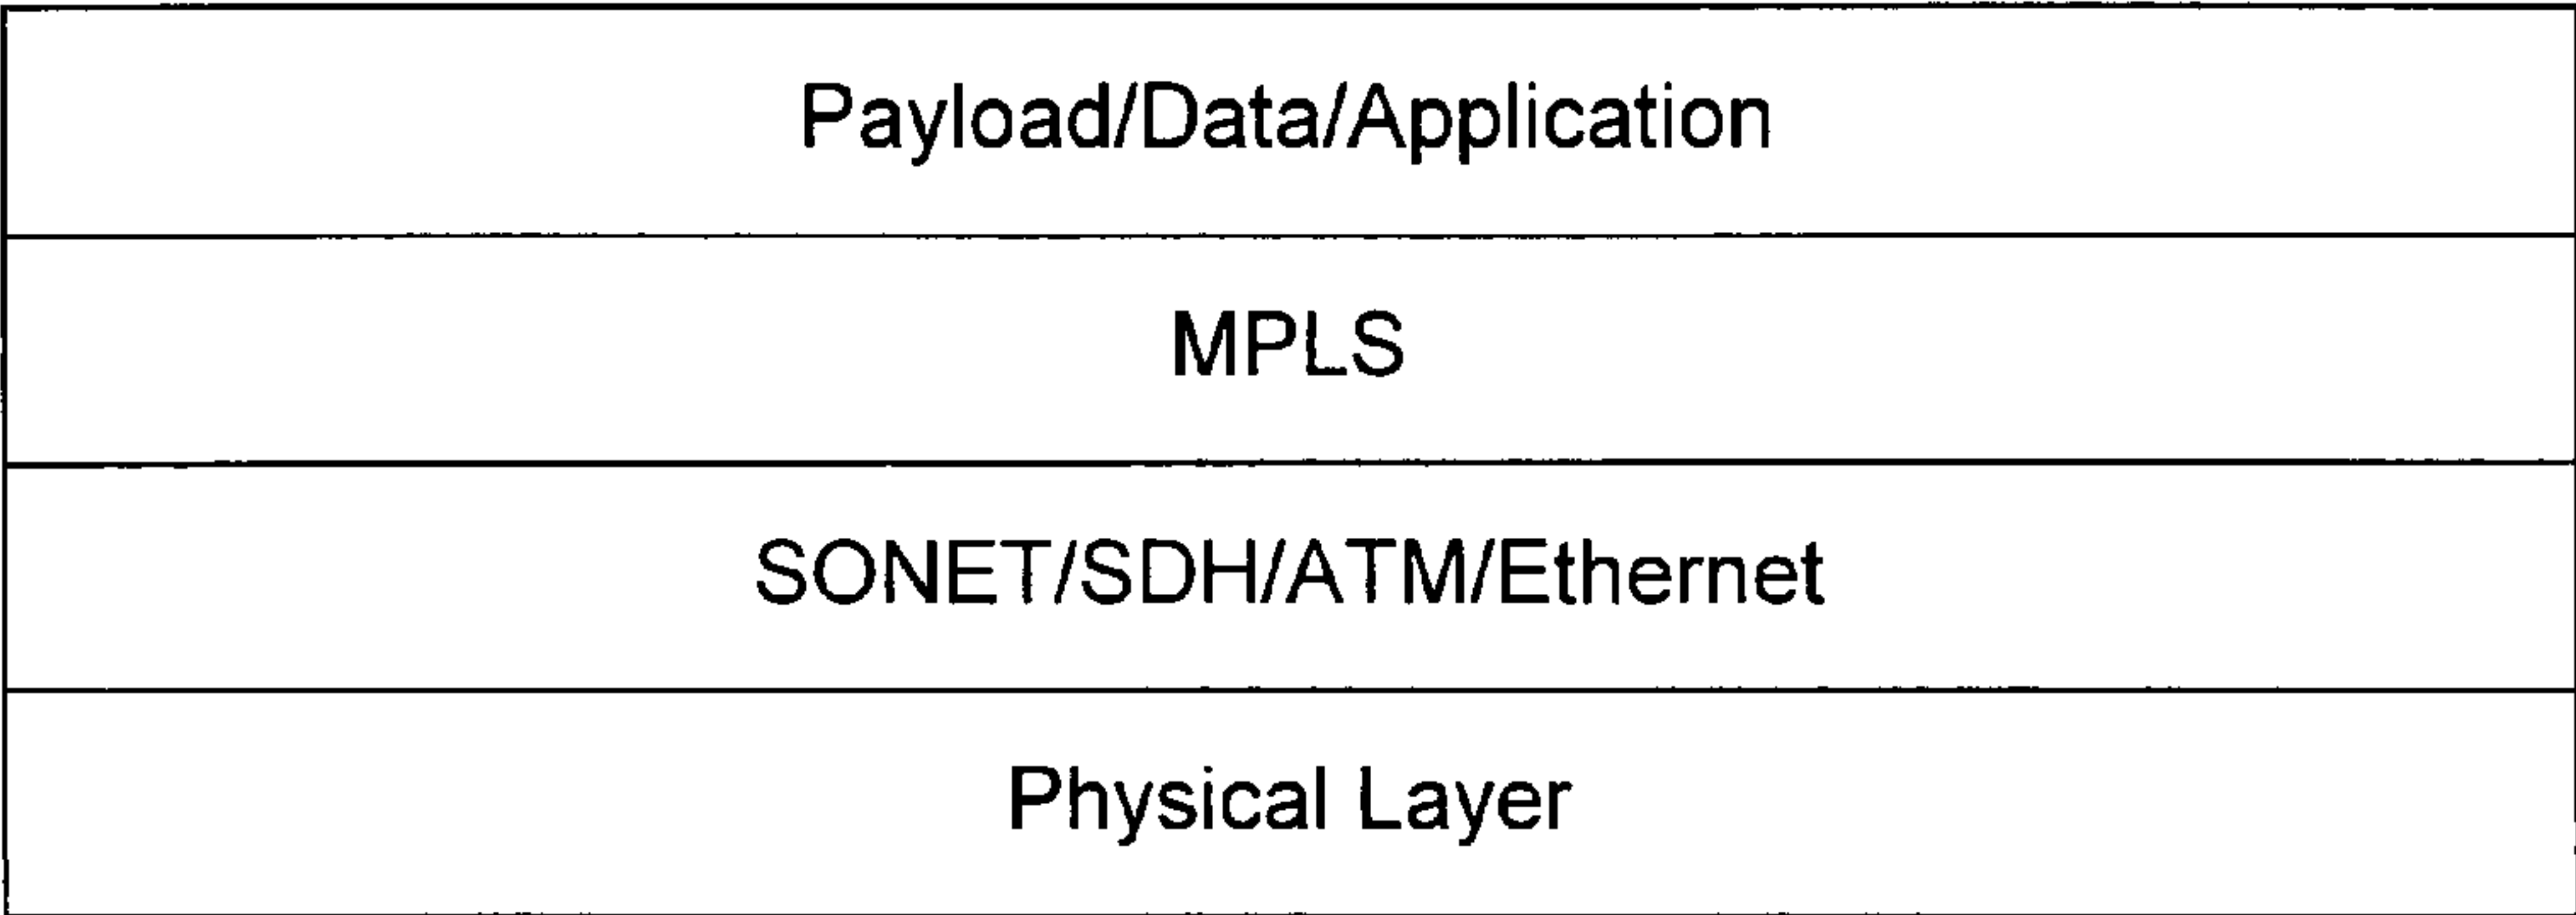 Payload/Data/Application
MPLS
SONET/SDH/ATM/Ethernet
Physical Layer